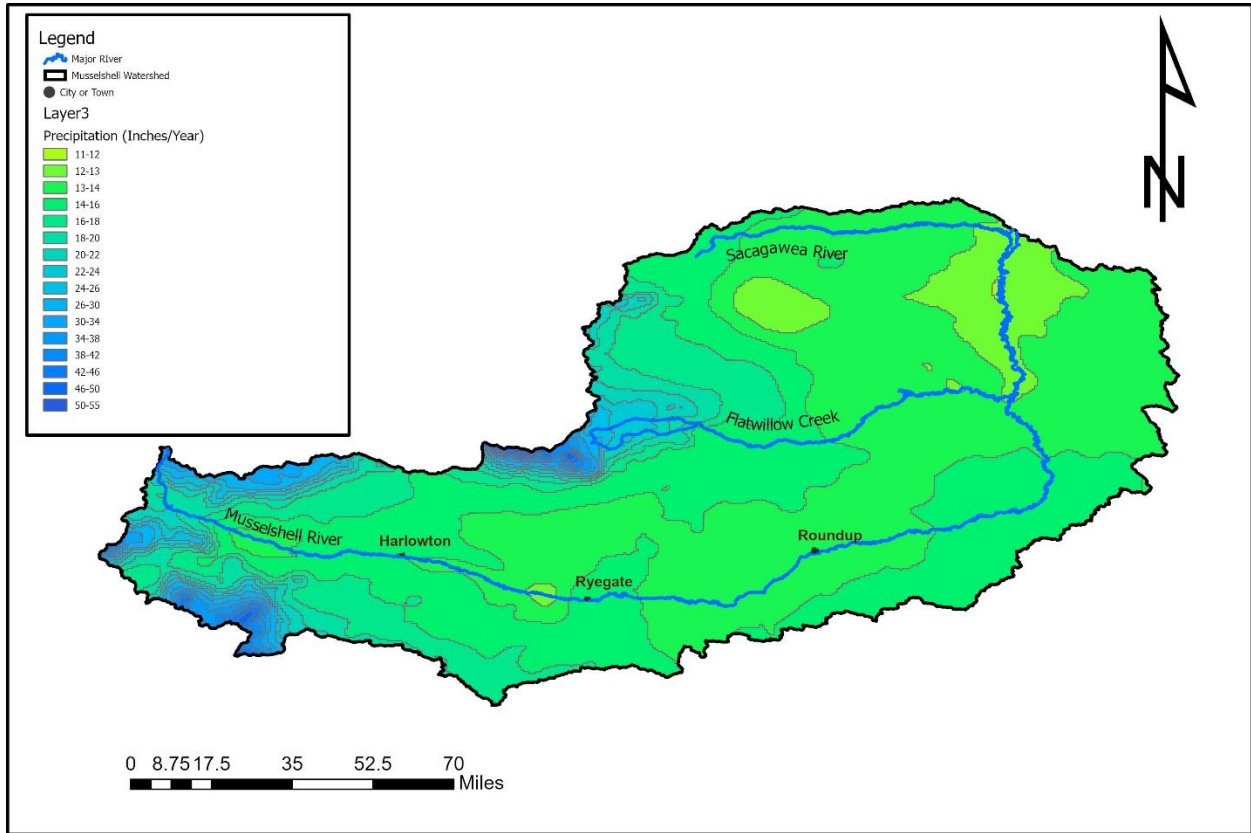 Legend
Major RIver
Musselshell Watershed
City or Town
Layer3
Precipitation (Inches/Year)
11-12
12-13
13-14
14-16
16-18
18-20
20-22
22-24
24-26
26-30
30-34
34-38
38-42
42-46
46-50
50-55
N
Sacagawea River
Flatwillow Creek
Musselshell River
Harlowton
Roundup
Ryegate
0 8.75 17.5 35 52.5 70
Miles